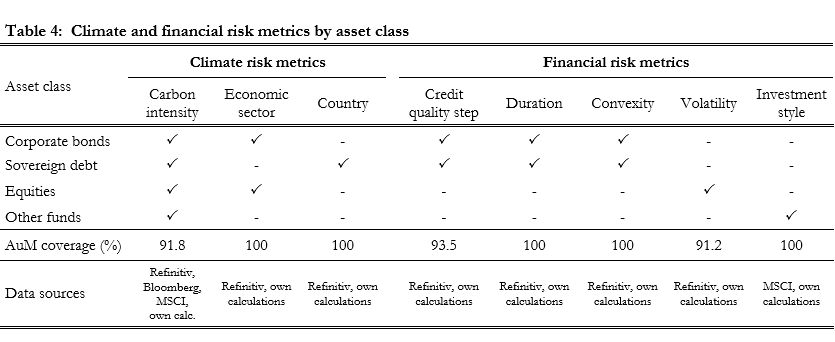 Table 4: Climate and financial risk metrics by asset class
Climate risk metrics Financial risk metrics
Asset class Carbon intensity Economic sector Country Credit quality step Duration Convexity Volatility Investment style
Corporate bonds ✓ ✓ - ✓ ✓ ✓ - -
Sovereign debt ✓ - ✓ ✓ ✓ ✓ - -
Equities ✓ ✓ - - - - ✓ -
Other funds ✓ - - - - - - ✓
AuM coverage (%) 91.8 100 100 93.5 100 100 91.2 100
Data sources Refinitiv, Bloomberg, MSCI, own calc. Refinitiv, own calculations Refinitiv, own calculations Refinitiv, own calculations Refinitiv, own calculations Refinitiv, own calculations Refinitiv, own calculations MSCI, own calculations